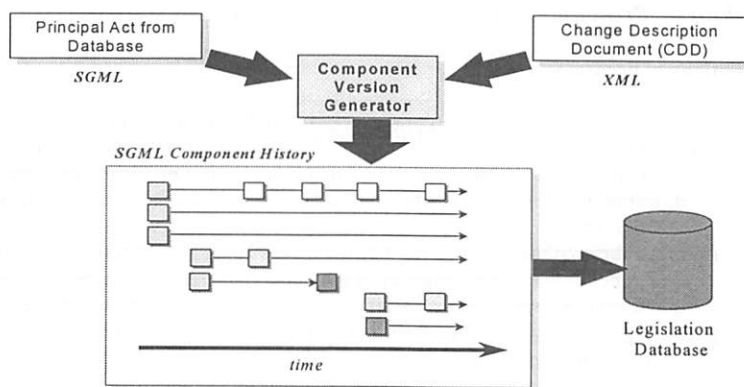 Principal Act from
Database
SGML
Component
Version
Generator
Change Description
Document (CDD)
XML
SGML Component History
time
Legislation
Database